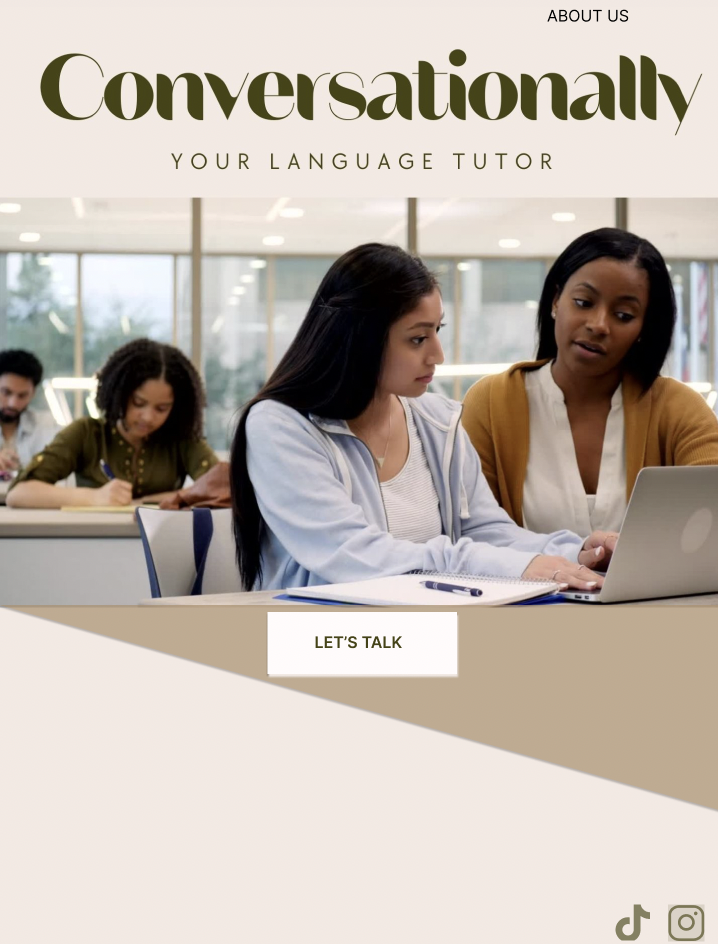 ABOUT US
Conversationally
YOUR LANGUAGE TUTOR
LET’S TALK